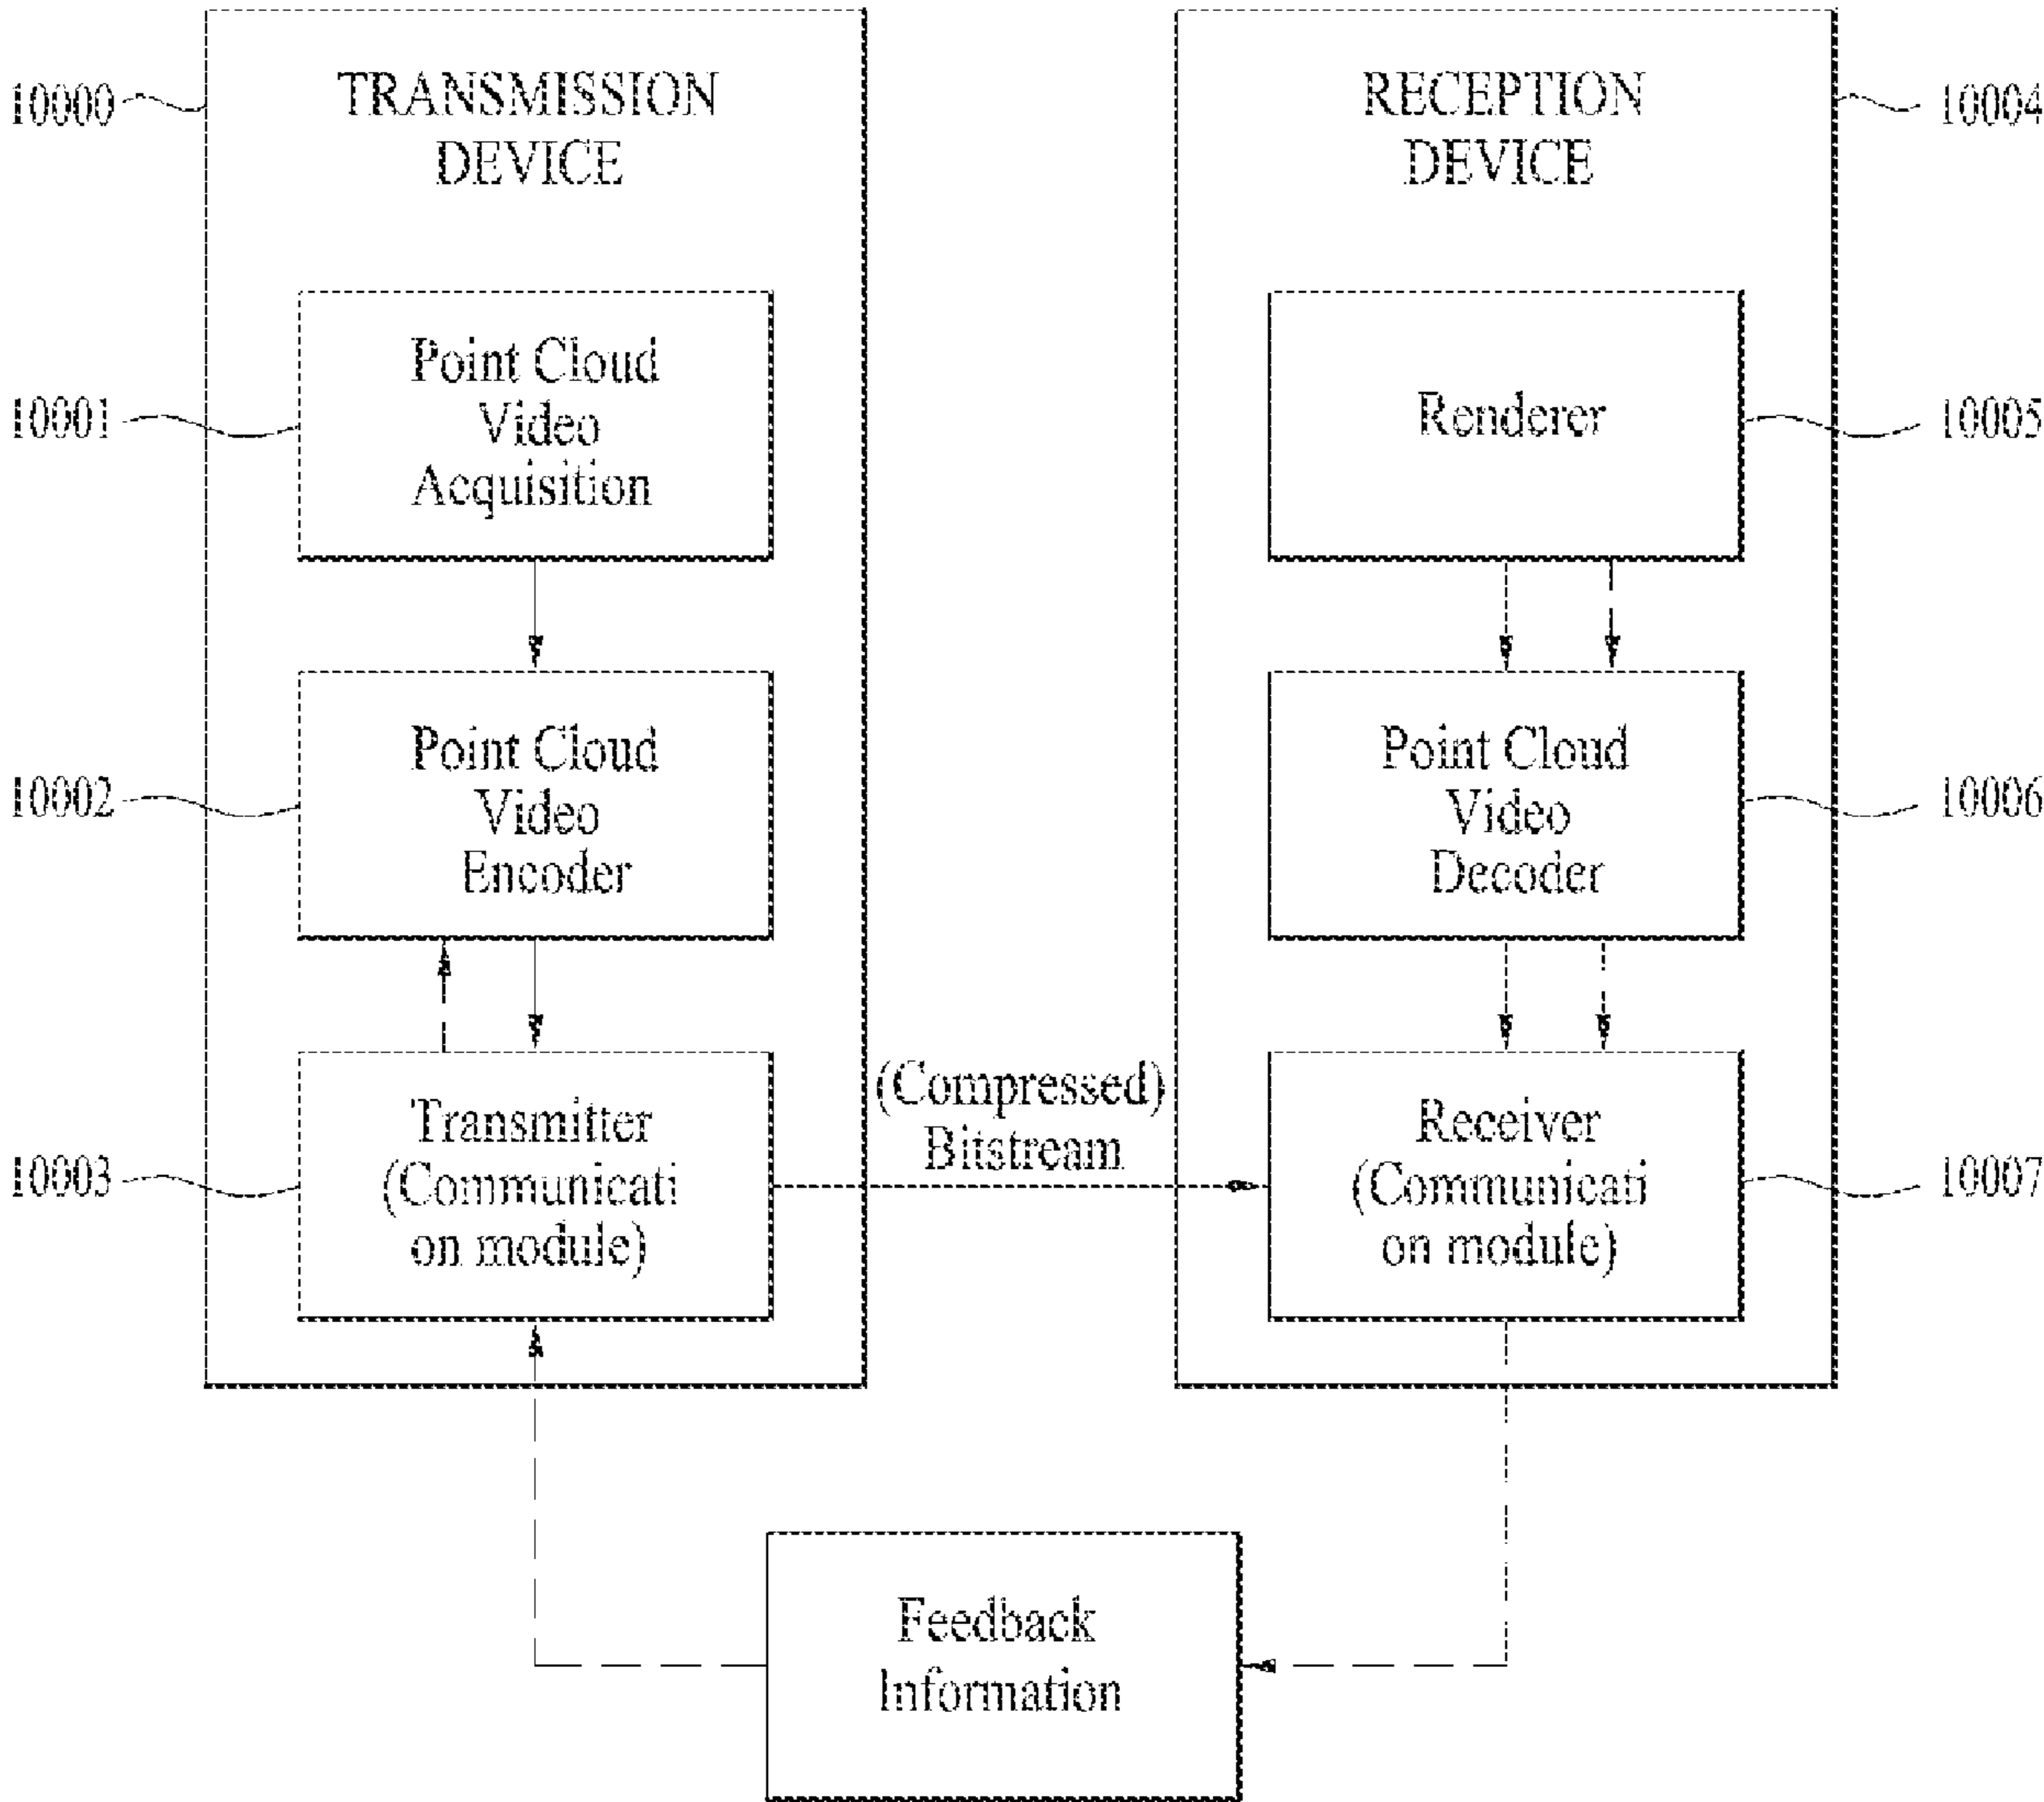 10000
TRANSMISSION
DEVICE
10001
Point Cloud
Video
Acquisition
10002
Point Cloud
Video
Encoder
10003
Transmitter
(Communicati
on module)
(Compressed)
Bitstream
RECEPTION
DEVICE
10004
Renderer
10005
Point Cloud
Video
Decoder
10006
Receiver
(Communicati
on module)
10007
Feedback
Information